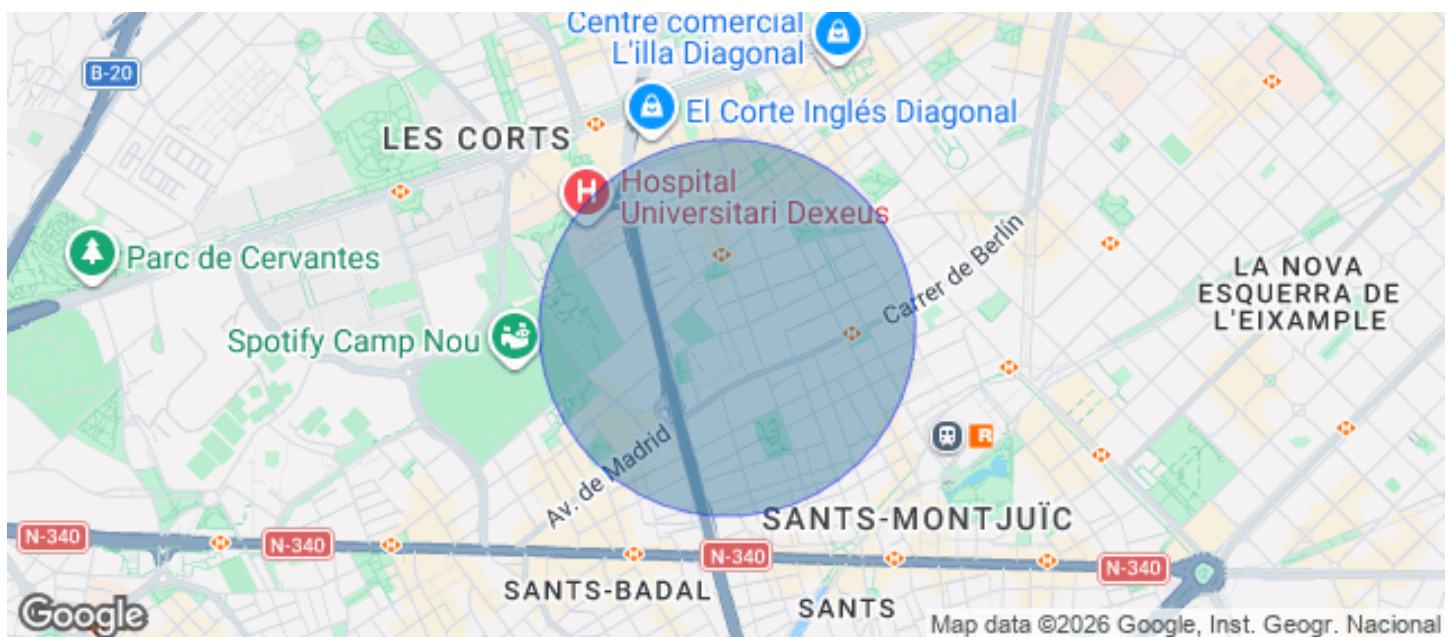 Centre comercial
L'illa Diagonal
B-20
El Corte Inglés Diagonal
LES CORTS
Hospital
Universitari Dexeus
Parc de Cervantes
Carrer de Berlín
LA NOVA
ESQUERRA DE
L'EIXAMPLE
Spotify Camp Nou
R
Av. de Madrid
SANTS-MONTJUÏC
N-340
N-340
N-340
N-340
SANTS-BADAL
SANTS
Google
Map data ©2026 Google, Inst. Geogr. Nacional